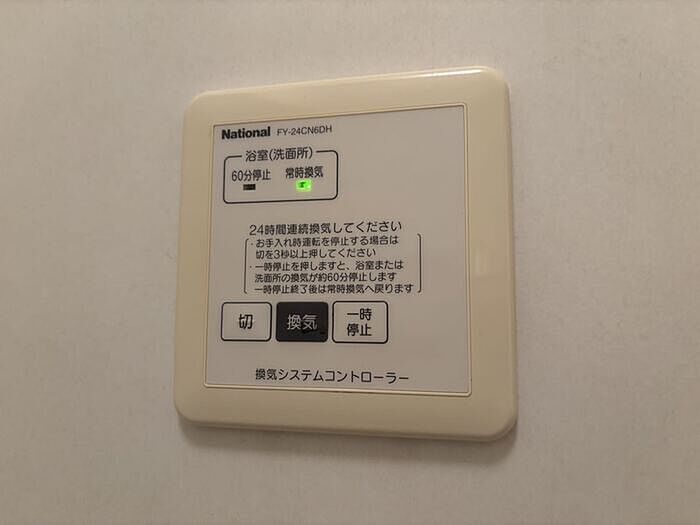 National FY-24CN6DH
浴室(洗面所)
60分停止 常時換気
24時間連続換気してください
・お手入れ時運転を停止する場合は
切を3秒以上押してください
・一時停止を押しますと、浴室または
洗面所の換気が約60分停止します
一時停止終了後は常時換気へ戻ります
切 換気 一時
停止
換気システムコントローラー